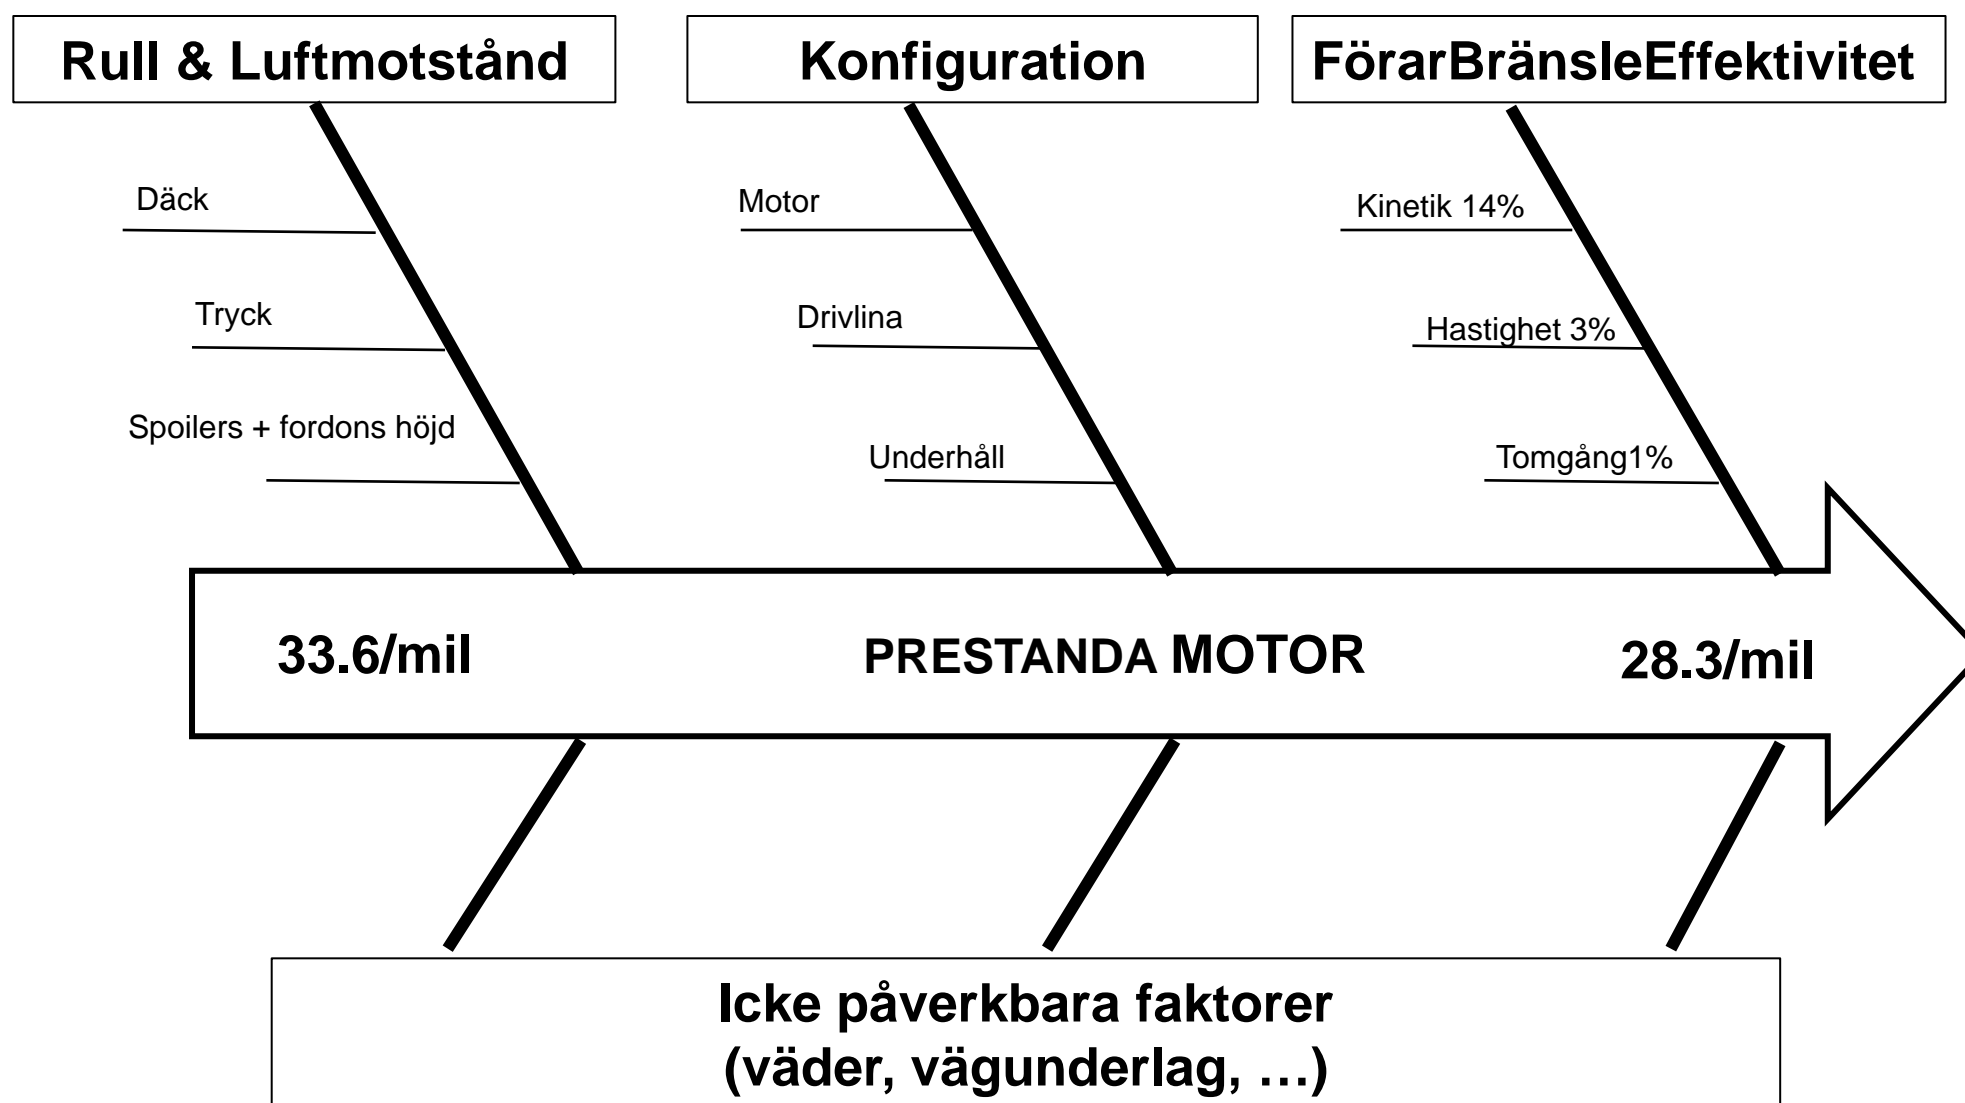 Rull & Luftmotstånd
Konfiguration
FörarBränsleEffektivitet
Däck
Tryck
Spoilers + fordons höjd
Motor
Drivlina
Underhåll
Kinetik 14%
Hastighet 3%
Tomgång1%
33.6/mil
PRESTANDA MOTOR
28.3/mil
Icke påverkbara faktorer
(väder, vägunderlag, …)